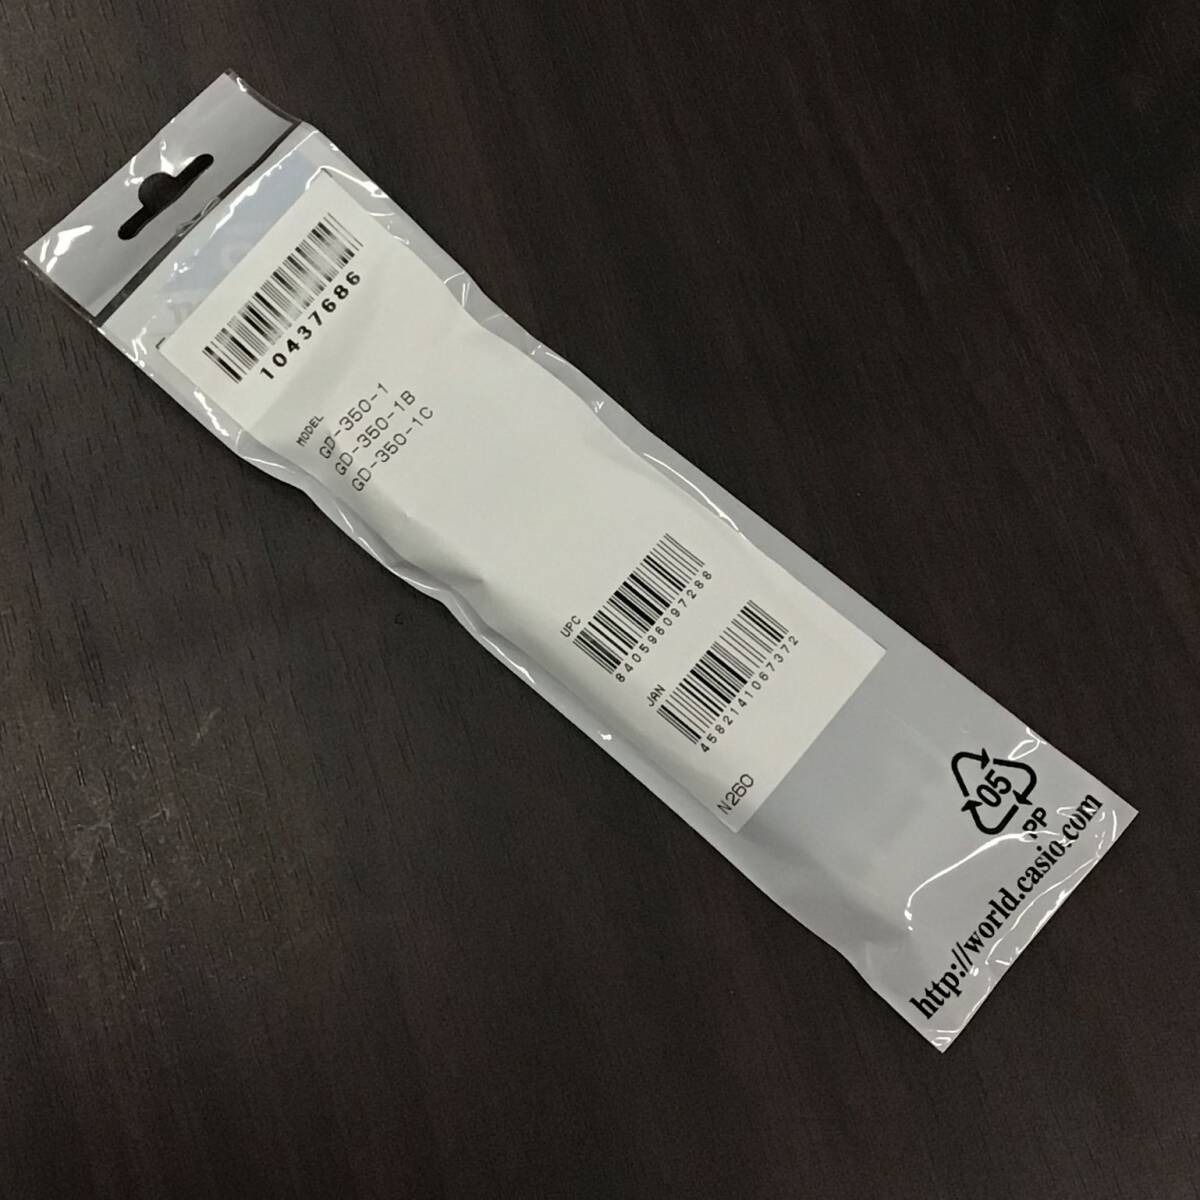 10437686
MODEL
GD-350-1
GD-350-1B
GD-350-1C
UPC
840596097288
JAN
4582141067372
N260
05
PP
http://world.casio.com